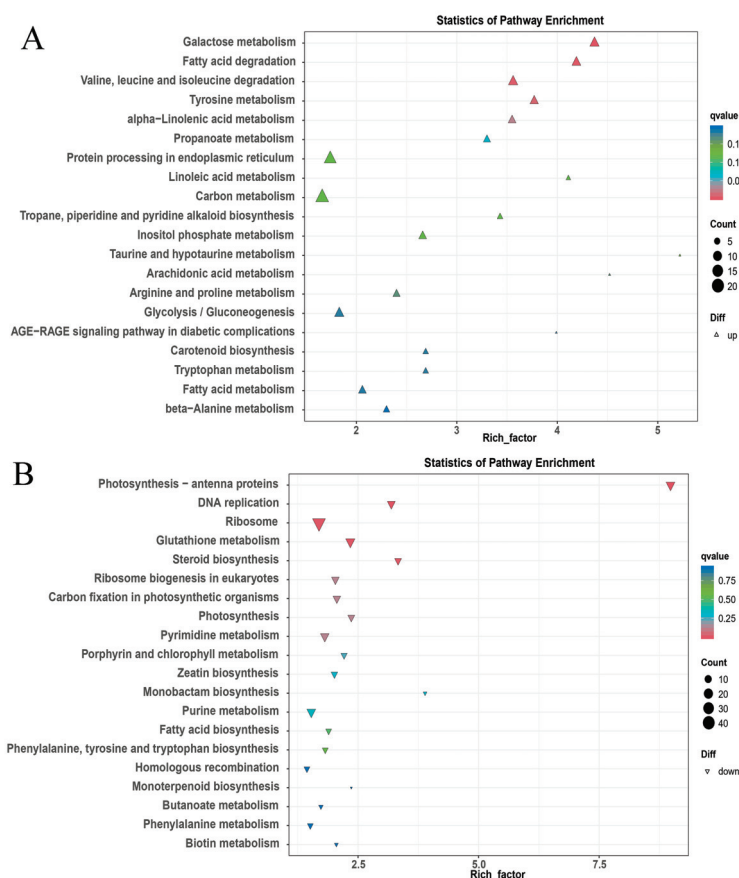 A
Statistics of Pathway Enrichment
Galactose metabolism
Fatty acid degradation
Valine, leucine and isoleucine degradation
Tyrosine metabolism
alpha−Linolenic acid metabolism
Propanoate metabolism
Protein processing in endoplasmic reticulum
Linoleic acid metabolism
Carbon metabolism
Tropane, piperidine and pyridine alkaloid biosynthesis
Inositol phosphate metabolism
Taurine and hypotaurine metabolism
Arachidonic acid metabolism
Arginine and proline metabolism
Glycolysis / Gluconeogenesis
AGE−RAGE signaling pathway in diabetic complications
Carotenoid biosynthesis
Tryptophan metabolism
Fatty acid metabolism
beta−Alanine metabolism
2 3 4 5
Rich_factor
qvalue
0.1
0.1
0.0
Count
5
10
15
20
Diff
up
B
Statistics of Pathway Enrichment
Photosynthesis − antenna proteins
DNA replication
Ribosome
Glutathione metabolism
Steroid biosynthesis
Ribosome biogenesis in eukaryotes
Carbon fixation in photosynthetic organisms
Photosynthesis
Pyrimidine metabolism
Porphyrin and chlorophyll metabolism
Zeatin biosynthesis
Monobactam biosynthesis
Purine metabolism
Fatty acid biosynthesis
Phenylalanine, tyrosine and tryptophan biosynthesis
Homologous recombination
Monoterpenoid biosynthesis
Butanoate metabolism
Phenylalanine metabolism
Biotin metabolism
2.5 5.0 7.5
Rich_factor
qvalue
0.75
0.50
0.25
Count
10
20
30
40
Diff
down